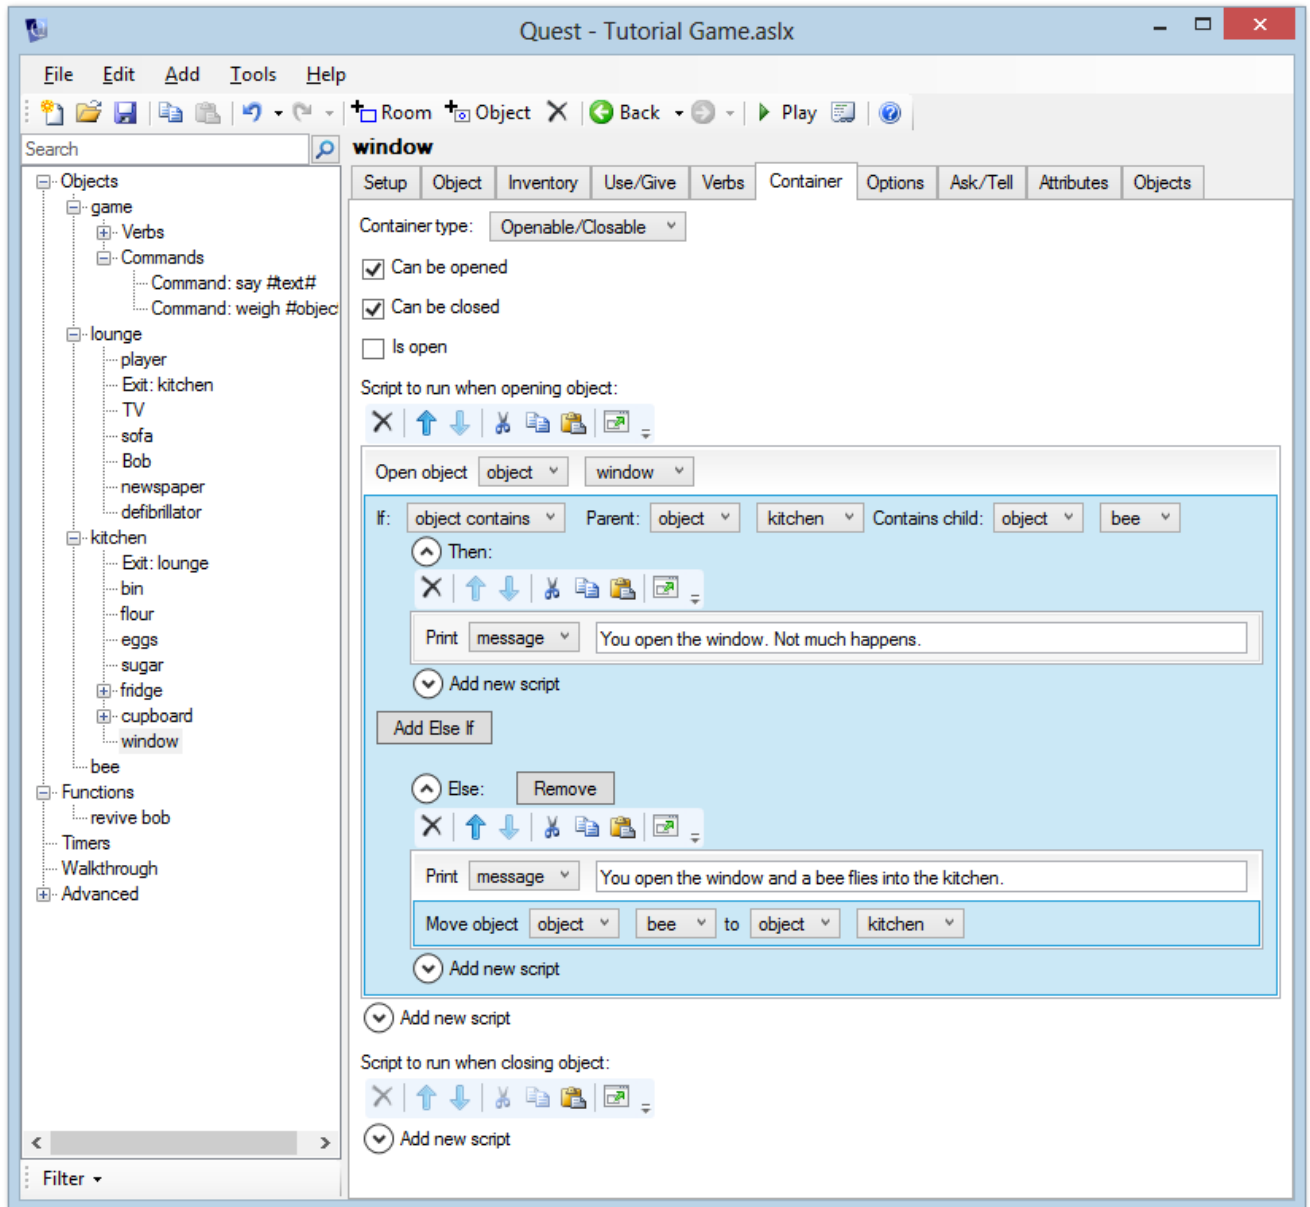 Quest - Tutorial Game.aslx
File Edit Add Tools Help
Room Object Back Play
Search
Objects
game
Verbs
Commands
Command: say #text#
Command: weigh #object
lounge
player
Exit: kitchen
TV
sofa
Bob
newspaper
defibrillator
kitchen
Exit: lounge
bin
flour
eggs
sugar
fridge
cupboard
window
bee
Functions
revive bob
Timers
Walkthrough
Advanced
Filter
window
Setup Object Inventory Use/Give Verbs Container Options Ask/Tell Attributes Objects
Container type: Openable/Closable
Can be opened
Can be closed
Is open
Script to run when opening object:
Open object object window
If: object contains Parent: object kitchen Contains child: object bee
Then:
Print message You open the window. Not much happens.
Add new script
Add Else If
Else: Remove
Print message You open the window and a bee flies into the kitchen.
Move object object bee to object kitchen
Add new script
Add new script
Script to run when closing object:
Add new script